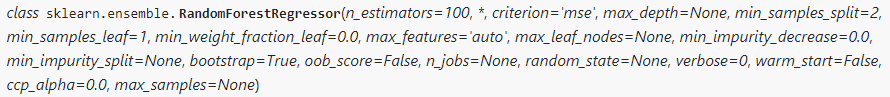 class sklearn.ensemble.RandomForestRegressor(n_estimators=100, *, criterion='mse', max_depth=None, min_samples_split=2,
min_samples_leaf=1, min_weight_fraction_leaf=0.0, max_features='auto', max_leaf_nodes=None, min_impurity_decrease=0.0,
min_impurity_split=None, bootstrap=True, oob_score=False, n_jobs=None, random_state=None, verbose=0, warm_start=False,
ccp_alpha=0.0, max_samples=None)